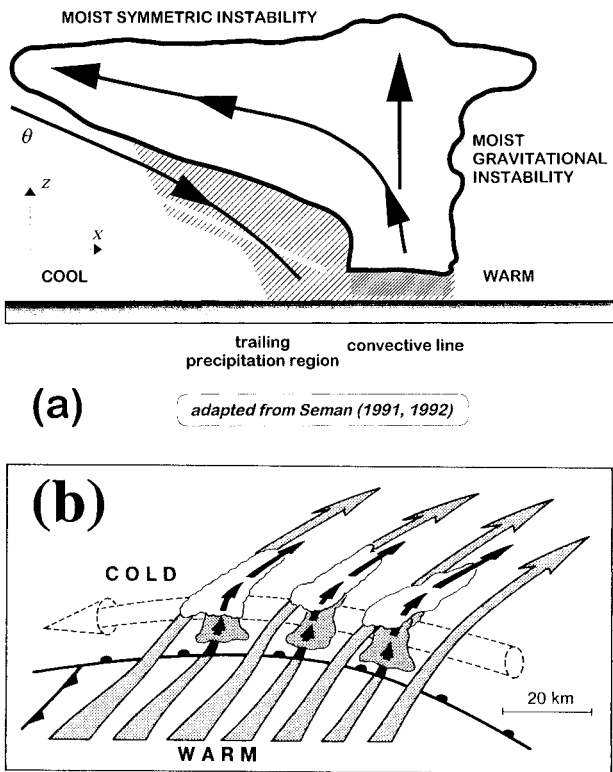 MOIST SYMMETRIC INSTABILITY
MOIST
GRAVITATIONAL
INSTABILITY
θ
z
x
COOL
WARM
trailing
precipitation region
convective line
(a)
adapted from Seman (1991, 1992)
(b)
COLD
20 km
WARM